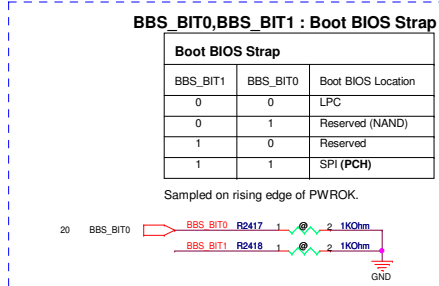 BBS_BIT0,BBS_BIT1 : Boot BIOS Strap
Boot BIOS Strap
BBS_BIT1 BBS_BIT0 Boot BIOS Location
0 0 LPC
0 1 Reserved (NAND)
1 0 Reserved
1 1 SPI (PCH)
Sampled on rising edge of PWROK.
20 BBS_BIT0 BBS_BIT0 R2417 1 @ 2 1KOhm
BBS_BIT1 R2418 1 @ 2 1KOhm
GND